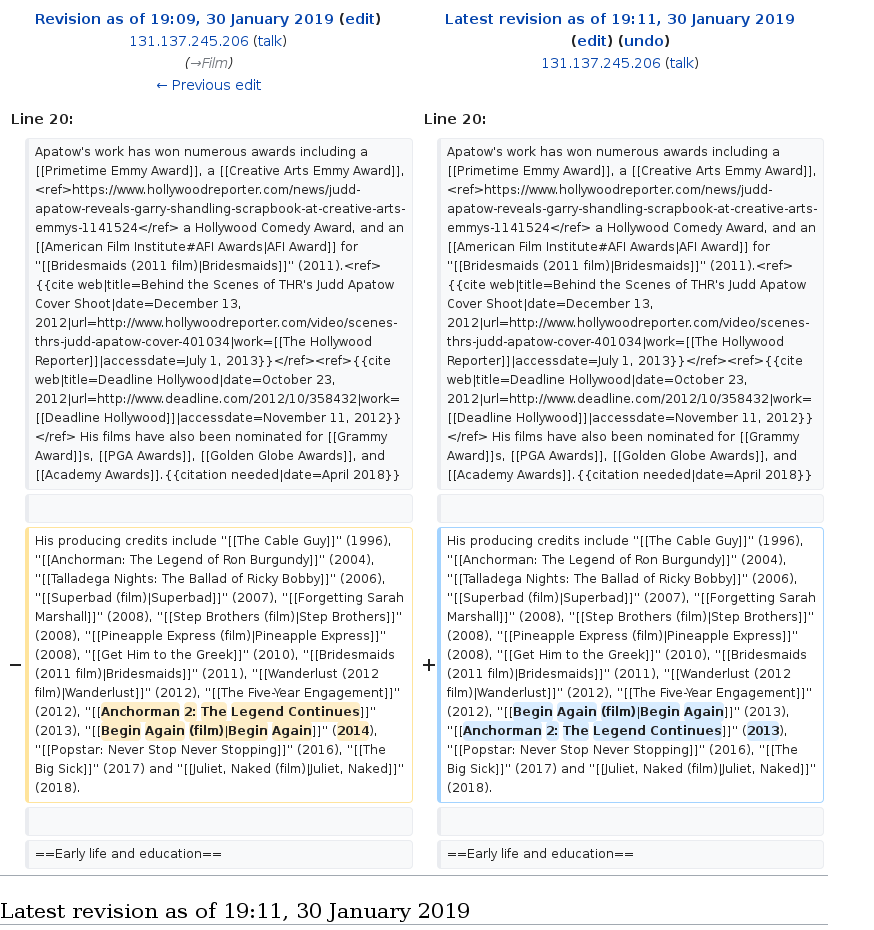 Revision as of 19:09, 30 January 2019 (edit)
131.137.245.206 (talk)
(→Film)
← Previous edit
Latest revision as of 19:11, 30 January 2019
(edit) (undo)
131.137.245.206 (talk)
Line 20:
Line 20:
Apatow's work has won numerous awards including a
[[Primetime Emmy Award]], a [[Creative Arts Emmy Award]],
<ref>https://www.hollywoodreporter.com/news/judd-
apatow-reveals-garry-shandling-scrapbook-at-creative-arts-
emmys-1141524</ref> a Hollywood Comedy Award, and an
[[American Film Institute#AFI Awards|AFI Award]] for
''[[Bridesmaids (2011 film)|Bridesmaids]]'' (2011).<ref>
{{cite web|title=Behind the Scenes of THR's Judd Apatow
Cover Shoot|date=December 13,
2012|url=http://www.hollywoodreporter.com/video/scenes-
thrs-judd-apatow-cover-401034|work=[[The Hollywood
Reporter]]|accessdate=July 1, 2013}}</ref><ref>{{cite
web|title=Deadline Hollywood|date=October 23,
2012|url=http://www.deadline.com/2012/10/358432|work=
[[Deadline Hollywood]]|accessdate=November 11, 2012}}
</ref> His films have also been nominated for [[Grammy
Award]]s, [[PGA Awards]], [[Golden Globe Awards]], and
[[Academy Awards]].{{citation needed|date=April 2018}}
Apatow's work has won numerous awards including a
[[Primetime Emmy Award]], a [[Creative Arts Emmy Award]],
<ref>https://www.hollywoodreporter.com/news/judd-
apatow-reveals-garry-shandling-scrapbook-at-creative-arts-
emmys-1141524</ref> a Hollywood Comedy Award, and an
[[American Film Institute#AFI Awards|AFI Award]] for
''[[Bridesmaids (2011 film)|Bridesmaids]]'' (2011).<ref>
{{cite web|title=Behind the Scenes of THR's Judd Apatow
Cover Shoot|date=December 13,
2012|url=http://www.hollywoodreporter.com/video/scenes-
thrs-judd-apatow-cover-401034|work=[[The Hollywood
Reporter]]|accessdate=July 1, 2013}}</ref><ref>{{cite
web|title=Deadline Hollywood|date=October 23,
2012|url=http://www.deadline.com/2012/10/358432|work=
[[Deadline Hollywood]]|accessdate=November 11, 2012}}
</ref> His films have also been nominated for [[Grammy
Award]]s, [[PGA Awards]], [[Golden Globe Awards]], and
[[Academy Awards]].{{citation needed|date=April 2018}}
−
His producing credits include ''[[The Cable Guy]]'' (1996),
''[[Anchorman: The Legend of Ron Burgundy]]'' (2004),
''[[Talladega Nights: The Ballad of Ricky Bobby]]'' (2006),
''[[Superbad (film)|Superbad]]'' (2007), ''[[Forgetting Sarah
Marshall]]'' (2008), ''[[Step Brothers (film)|Step Brothers]]''
(2008), ''[[Pineapple Express (film)|Pineapple Express]]''
(2008), ''[[Get Him to the Greek]]'' (2010), ''[[Bridesmaids
(2011 film)|Bridesmaids]]'' (2011), ''[[Wanderlust (2012
film)|Wanderlust]]'' (2012), ''[[The Five-Year Engagement]]''
(2012), ''[[Anchorman 2: The Legend Continues]]''
(2013), ''[[Begin Again (film)|Begin Again]]'' (2014),
''[[Popstar: Never Stop Never Stopping]]'' (2016), ''[[The
Big Sick]]'' (2017) and ''[[Juliet, Naked (film)|Juliet, Naked]]''
(2018).
+
His producing credits include ''[[The Cable Guy]]'' (1996),
''[[Anchorman: The Legend of Ron Burgundy]]'' (2004),
''[[Talladega Nights: The Ballad of Ricky Bobby]]'' (2006),
''[[Superbad (film)|Superbad]]'' (2007), ''[[Forgetting Sarah
Marshall]]'' (2008), ''[[Step Brothers (film)|Step Brothers]]''
(2008), ''[[Pineapple Express (film)|Pineapple Express]]''
(2008), ''[[Get Him to the Greek]]'' (2010), ''[[Bridesmaids
(2011 film)|Bridesmaids]]'' (2011), ''[[Wanderlust (2012
film)|Wanderlust]]'' (2012), ''[[The Five-Year Engagement]]''
(2012), ''[[Begin Again (film)|Begin Again]]'' (2013),
''[[Anchorman 2: The Legend Continues]]'' (2013),
''[[Popstar: Never Stop Never Stopping]]'' (2016), ''[[The
Big Sick]]'' (2017) and ''[[Juliet, Naked (film)|Juliet, Naked]]''
(2018).
==Early life and education==
==Early life and education==
Latest revision as of 19:11, 30 January 2019